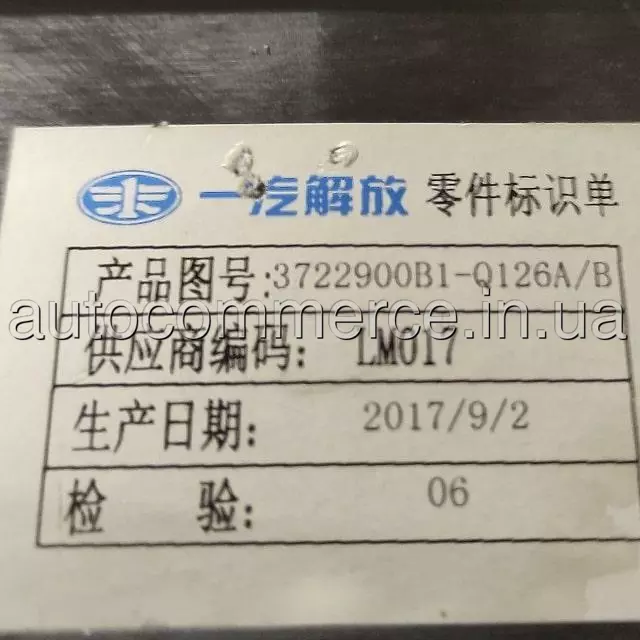 一汽解放 零件标识单
产品图号:3722900B1-Q126A/B
autocommerce.in.ua
供应商编码: LM017
生产日期: 2017/9/2
检 验: 06